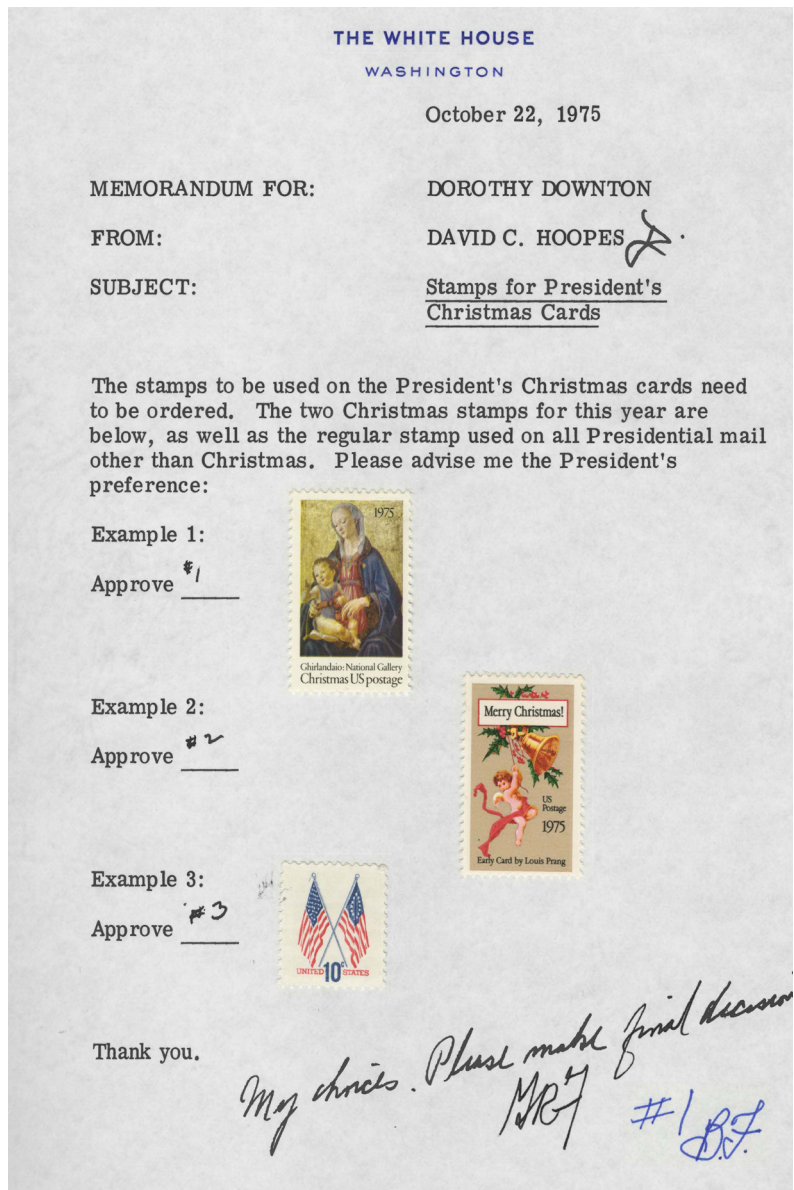 THE WHITE HOUSE
WASHINGTON
October 22, 1975
MEMORANDUM FOR: DOROTHY DOWNTON
FROM: DAVID C. HOOPES
SUBJECT: Stamps for President's
Christmas Cards
The stamps to be used on the President's Christmas cards need
to be ordered. The two Christmas stamps for this year are
below, as well as the regular stamp used on all Presidential mail
other than Christmas. Please advise me the President's
preference:
1975
Example 1:
Approve #1
Ghirlandaio: National Gallery
Christmas US postage
Example 2:
Merry Christmas!
Approve #2
US
Postage
1975
Early Card by Louis Prang
Example 3:
Approve #3
UNITED 10c STATES
Thank you.
My choices. Please make final decision
GRF
#1 B.F.